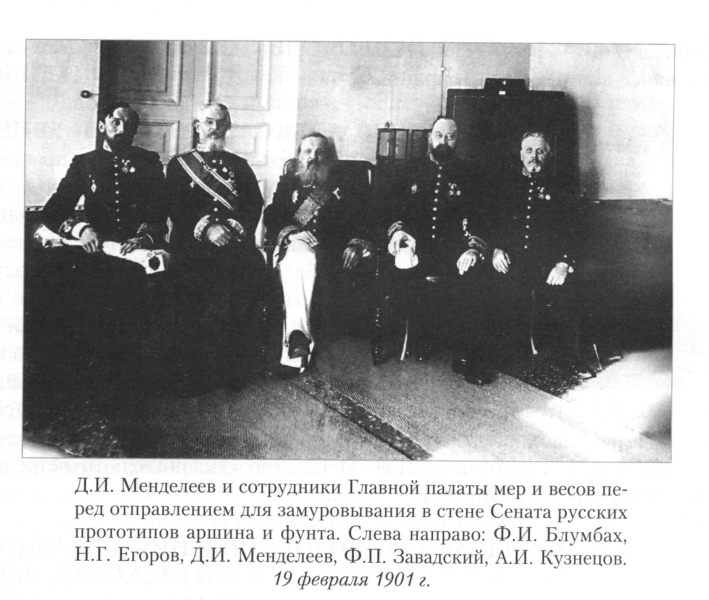 Д.И. Менделеев и сотрудники Главной палаты мер и весов пе-
ред отправлением для замуровывания в стене Сената русских
прототипов аршина и фунта. Слева направо: Ф.И. Блумбах,
Н.Г. Егоров, Д.И. Менделеев, Ф.П. Завадский, А.И. Кузнецов.
19 февраля 1901 г.